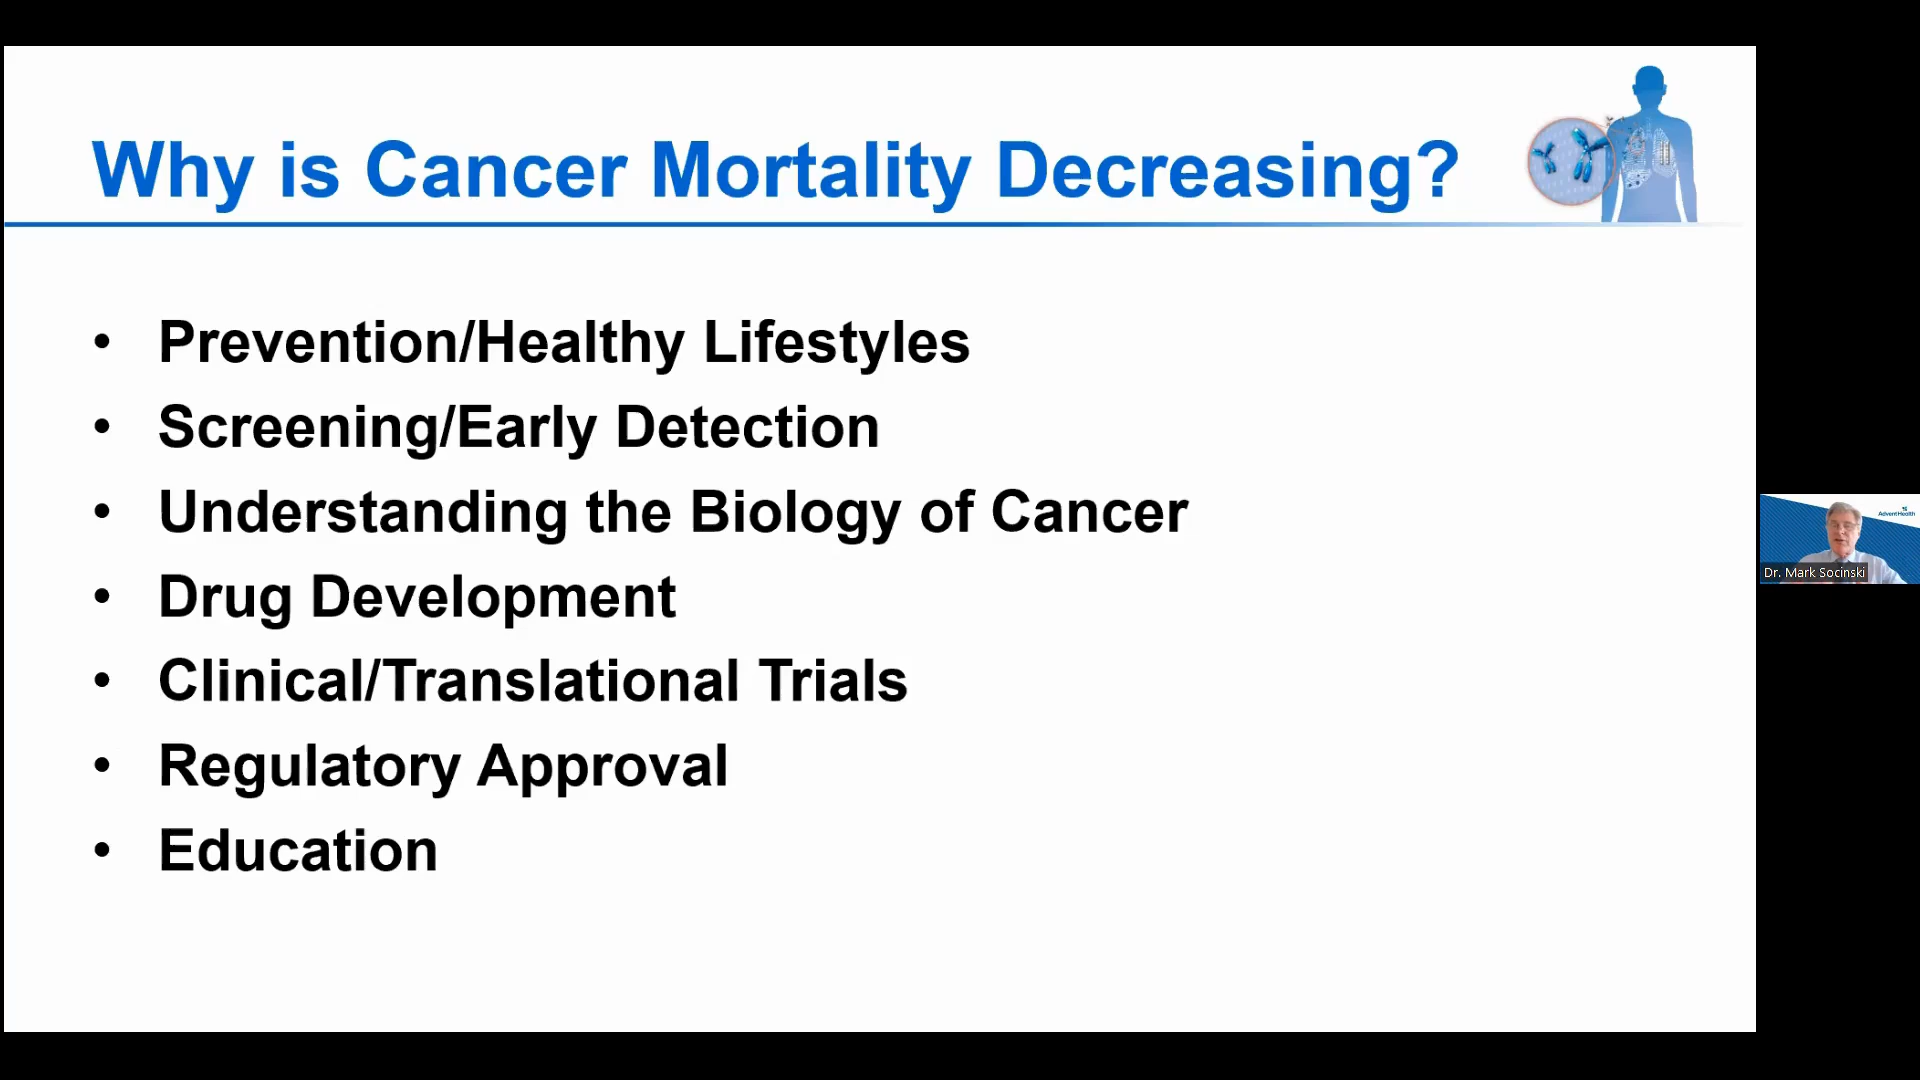 Why is Cancer Mortality Decreasing?
• Prevention/Healthy Lifestyles
• Screening/Early Detection
• Understanding the Biology of Cancer
• Drug Development
• Clinical/Translational Trials
• Regulatory Approval
• Education
AdventHealth
Dr. Mark Socinski